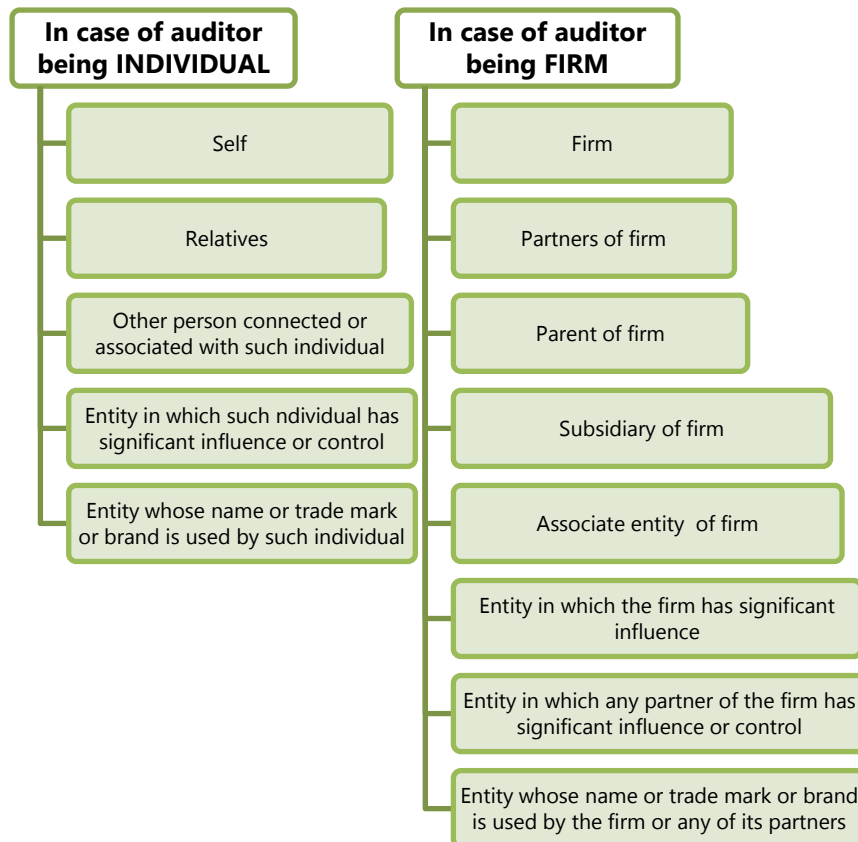 In case of auditor
being INDIVIDUAL
Self
Relatives
Other person connected or
associated with such individual
Entity in which such ndividual has
significant influence or control
Entity whose name or trade mark
or brand is used by such individual
In case of auditor
being FIRM
Firm
Partners of firm
Parent of firm
Subsidiary of firm
Associate entity of firm
Entity in which the firm has significant
influence
Entity in which any partner of the firm has
significant influence or control
Entity whose name or trade mark or brand
is used by the firm or any of its partners